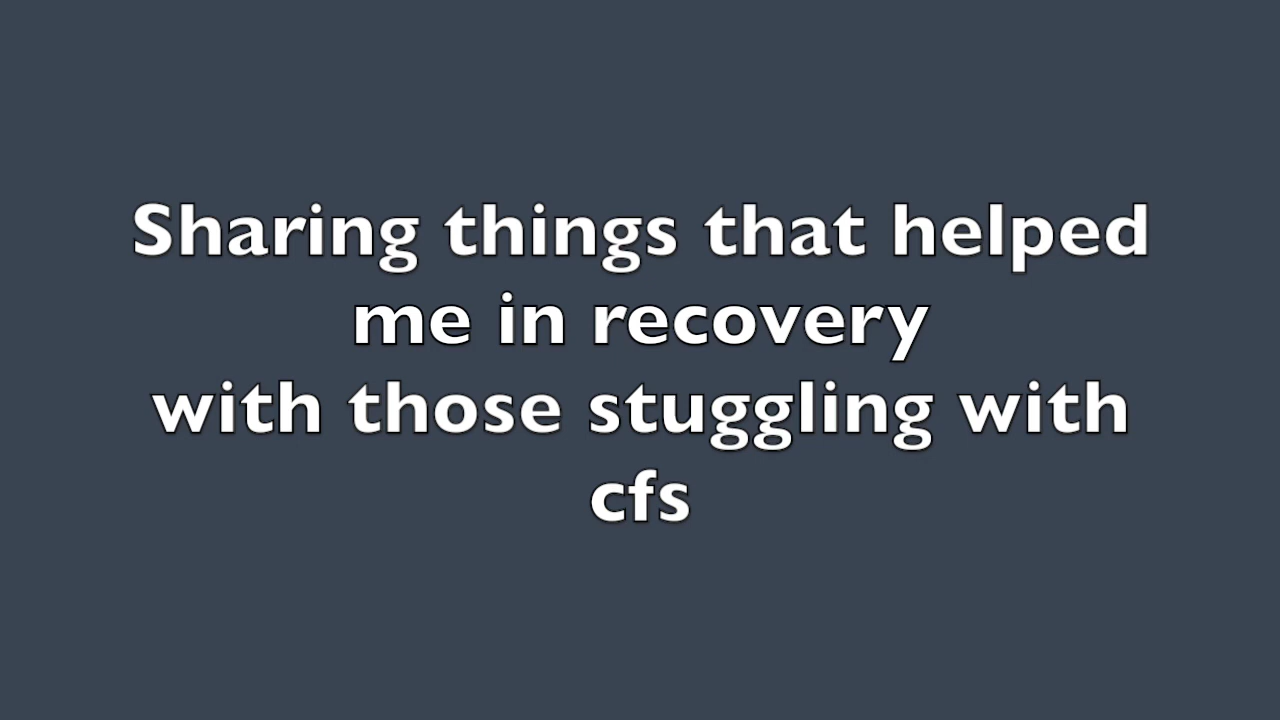 Sharing things that helped
me in recovery
with those stuggling with
cfs